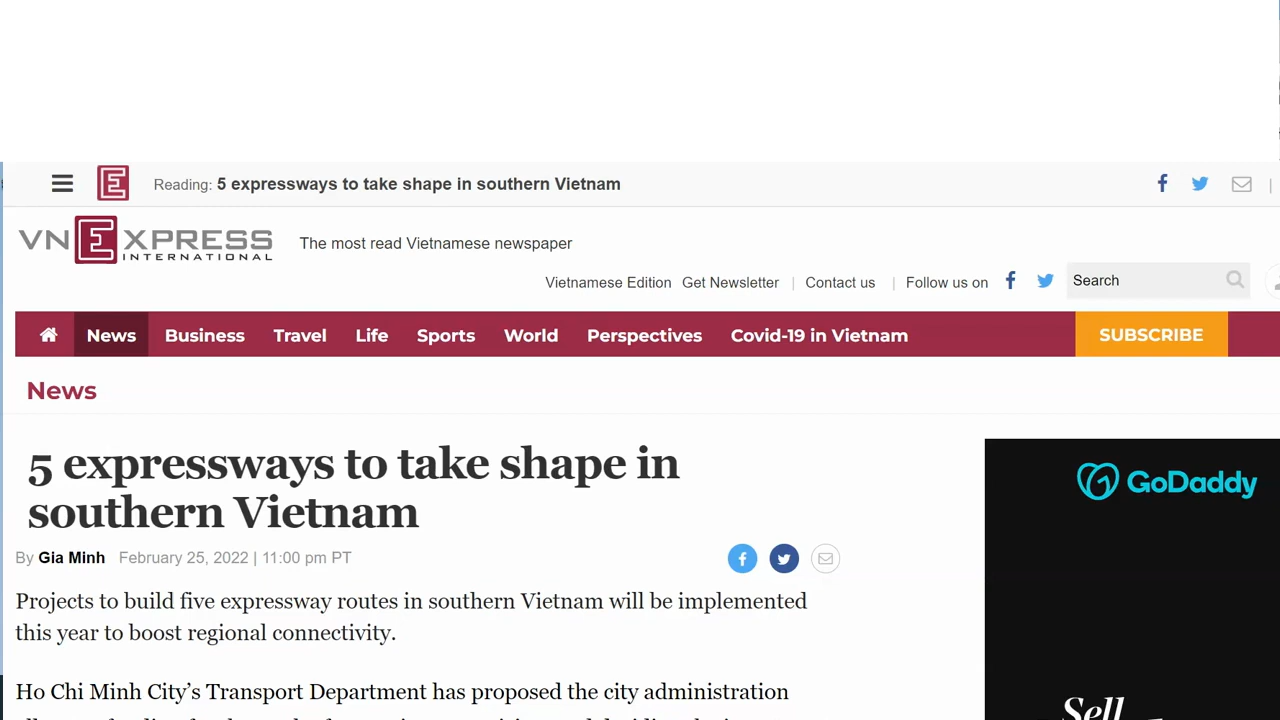 Reading: 5 expressways to take shape in southern Vietnam
VN EXPRESS
INTERNATIONAL
The most read Vietnamese newspaper
Vietnamese Edition Get Newsletter | Contact us | Follow us on
Search
News Business Travel Life Sports World Perspectives Covid-19 in Vietnam SUBSCRIBE
News
5 expressways to take shape in
southern Vietnam
By Gia Minh February 25, 2022 | 11:00 pm PT
Projects to build five expressway routes in southern Vietnam will be implemented
this year to boost regional connectivity.
Ho Chi Minh City's Transport Department has proposed the city administration
GoDaddy
Sell